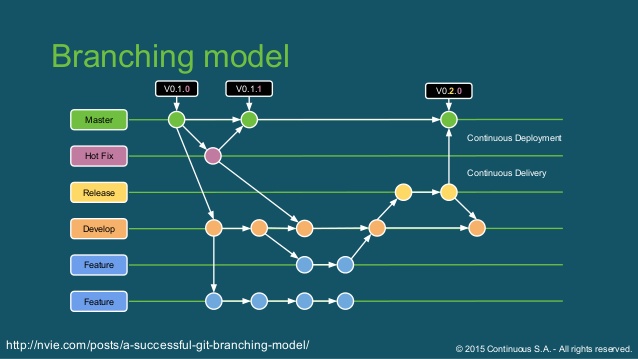 Branching model
V0.1.0
V0.1.1
V0.2.0
Master
Continuous Deployment
Hot Fix
Continuous Delivery
Release
Develop
Feature
Feature
http://nvie.com/posts/a-successful-git-branching-model/
© 2015 Continuous S.A. - All rights reserved.